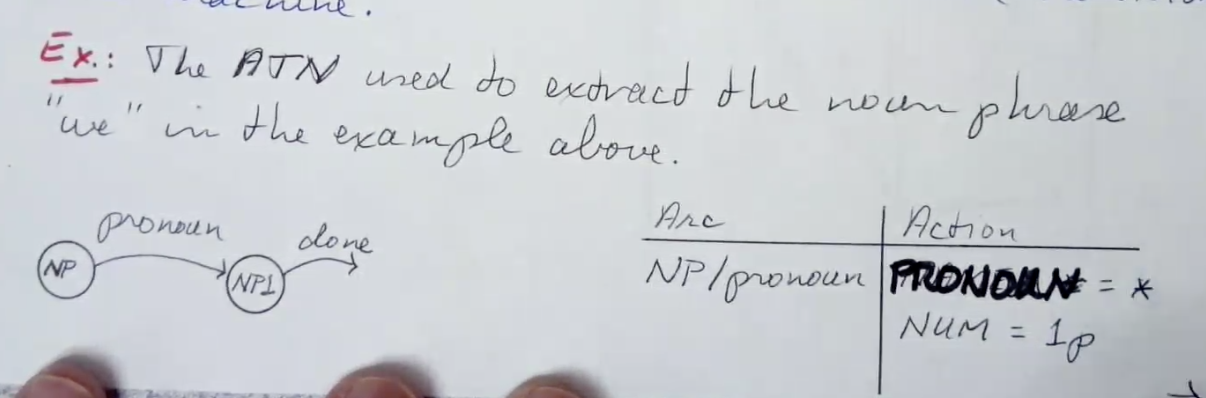 Ex.: The ATN used to extract the noun phrase
"we" in the example above.
pronoun
done
NP
NP1
Arc Action
NP/pronoun PRONOUN = *
NUM = 1p